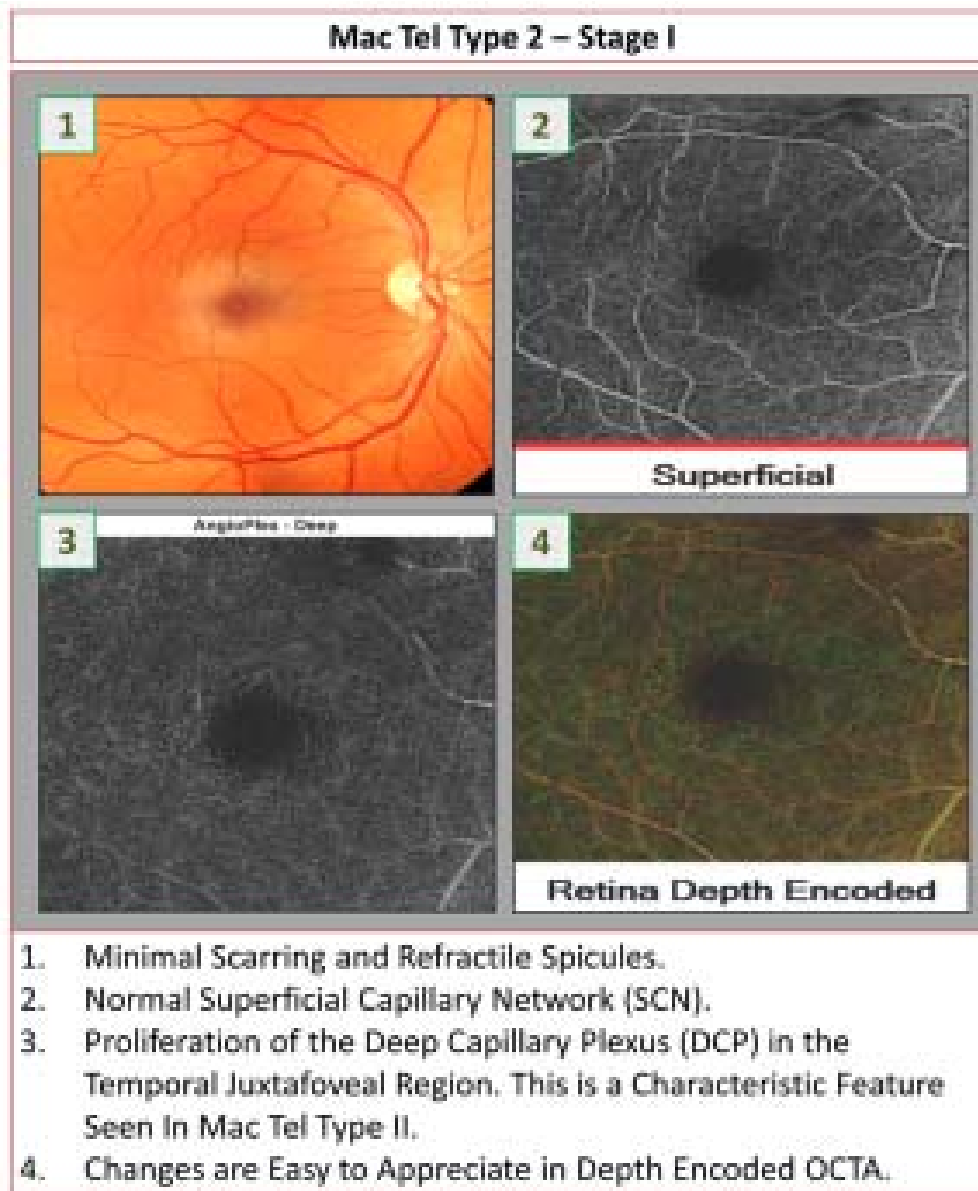 Mac Tel Type 2 – Stage I
1
2
Superficial
3
AngioPlex - Deep
4
Retina Depth Encoded
1. Minimal Scarring and Refractile Spicules.
2. Normal Superficial Capillary Network (SCN).
3. Proliferation of the Deep Capillary Plexus (DCP) in the
Temporal Juxtafoveal Region. This is a Characteristic Feature
Seen In Mac Tel Type II.
4. Changes are Easy to Appreciate in Depth Encoded OCTA.